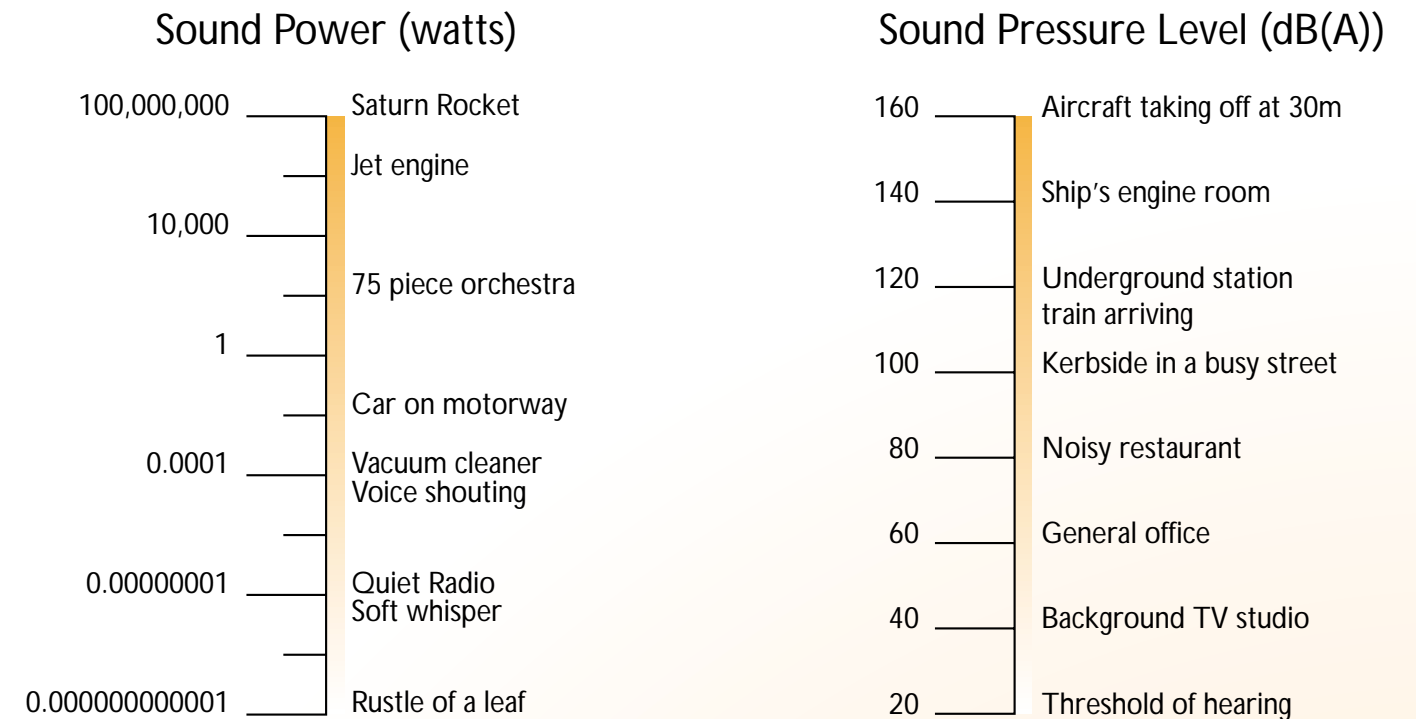 Sound Power (watts)
100,000,000 Saturn Rocket
Jet engine
10,000
75 piece orchestra
1
Car on motorway
0.0001 Vacuum cleaner
Voice shouting
0.00000001 Quiet Radio
Soft whisper
0.000000000001 Rustle of a leaf
Sound Pressure Level (dB(A))
160 Aircraft taking off at 30m
140 Ship's engine room
120 Underground station
train arriving
100 Kerbside in a busy street
80 Noisy restaurant
60 General office
40 Background TV studio
20 Threshold of hearing